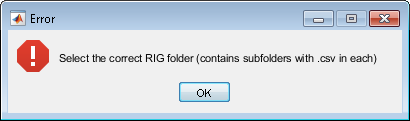 Error
Select the correct RIG folder (contains subfolders with .csv in each)
OK